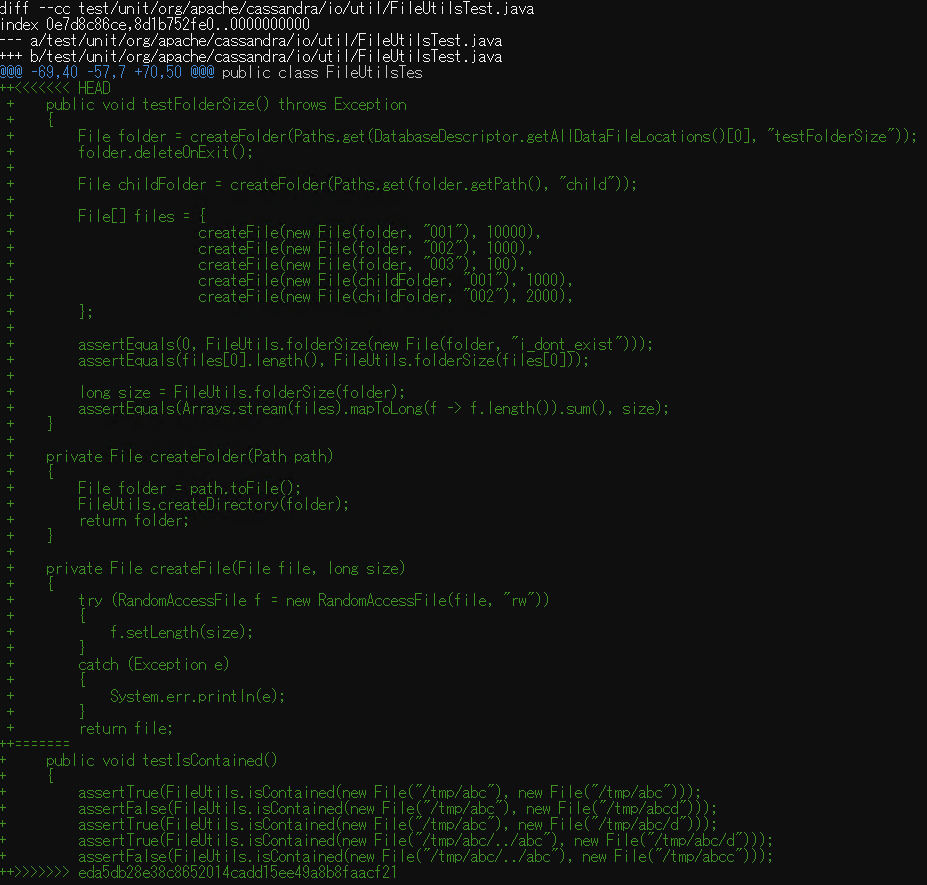 diff --cc test/unit/org/apache/cassandra/io/util/FileUtilsTest.java
index 0e7d8c86ce,8d1b752fe0..0000000000
--- a/test/unit/org/apache/cassandra/io/util/FileUtilsTest.java
+++ b/test/unit/org/apache/cassandra/io/util/FileUtilsTest.java
@@@ -69,40 -57,7 +70,50 @@@ public class FileUtilsTes
++<<<<<<< HEAD
 +    public void testFolderSize() throws Exception
 +    {
 +        File folder = createFolder(Paths.get(DatabaseDescriptor.getAllDataFileLocations()[0], "testFolderSize"));
 +        folder.deleteOnExit();
 +
 +        File childFolder = createFolder(Paths.get(folder.getPath(), "child"));
 +
 +        File[] files = {
 +                       createFile(new File(folder, "001"), 10000),
 +                       createFile(new File(folder, "002"), 1000),
 +                       createFile(new File(folder, "003"), 100),
 +                       createFile(new File(childFolder, "001"), 1000),
 +                       createFile(new File(childFolder, "002"), 2000),
 +        };
 +
 +        assertEquals(0, FileUtils.folderSize(new File(folder, "i_dont_exist")));
 +        assertEquals(files[0].length(), FileUtils.folderSize(files[0]));
 +
 +        long size = FileUtils.folderSize(folder);
 +        assertEquals(Arrays.stream(files).mapToLong(f -> f.length()).sum(), size);
 +    }
 +
 +    private File createFolder(Path path)
 +    {
 +        File folder = path.toFile();
 +        FileUtils.createDirectory(folder);
 +        return folder;
 +    }
 +
 +    private File createFile(File file, long size)
 +    {
 +        try (RandomAccessFile f = new RandomAccessFile(file, "rw"))
 +        {
 +            f.setLength(size);
 +        }
 +        catch (Exception e)
 +        {
 +            System.err.println(e);
 +        }
 +        return file;
++=======
+     public void testIsContained()
+     {
+         assertTrue(FileUtils.isContained(new File("/tmp/abc"), new File("/tmp/abc")));
+         assertFalse(FileUtils.isContained(new File("/tmp/abc"), new File("/tmp/abcd")));
+         assertTrue(FileUtils.isContained(new File("/tmp/abc"), new File("/tmp/abc/d")));
+         assertTrue(FileUtils.isContained(new File("/tmp/abc/../abc"), new File("/tmp/abc/d")));
+         assertFalse(FileUtils.isContained(new File("/tmp/abc/../abc"), new File("/tmp/abcc")));
++>>>>>>> eda5db28e38c8652014cadd15ee49a8b8faacf21